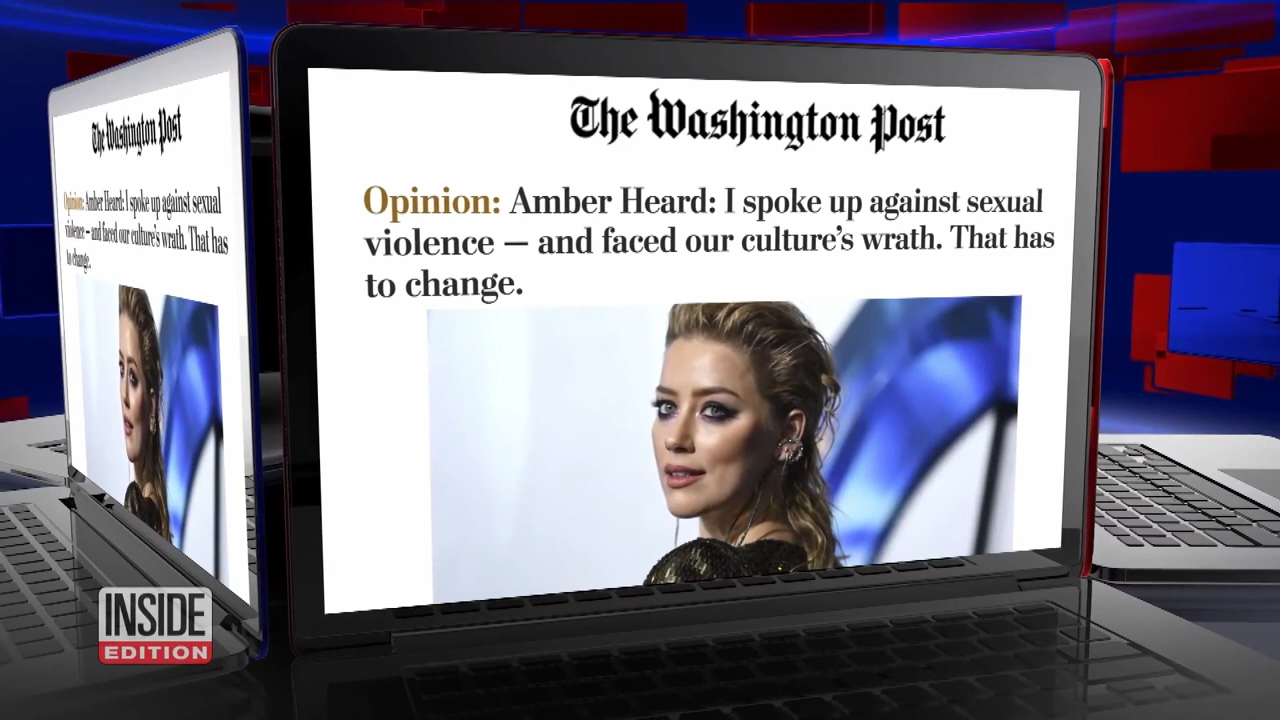 The Washington Post
Opinion: Amber Heard: I spoke up against sexual
violence — and faced our culture's wrath. That has
to change.
The Washington Post
Opinion: Amber Heard: I spoke up against sexual
violence — and faced our culture's wrath. That has
to change.
INSIDE
EDITION